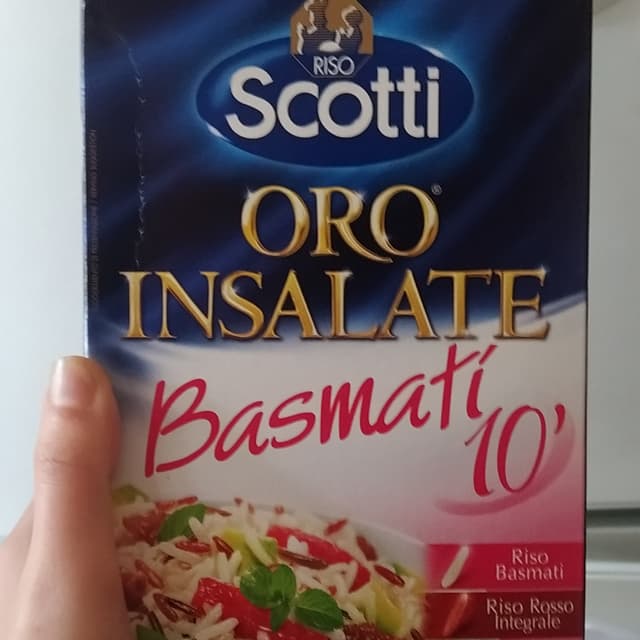 RISO
Scotti
ORO®
INSALATE
Basmati
10'
Riso
Basmati
Riso Rosso
Integrale